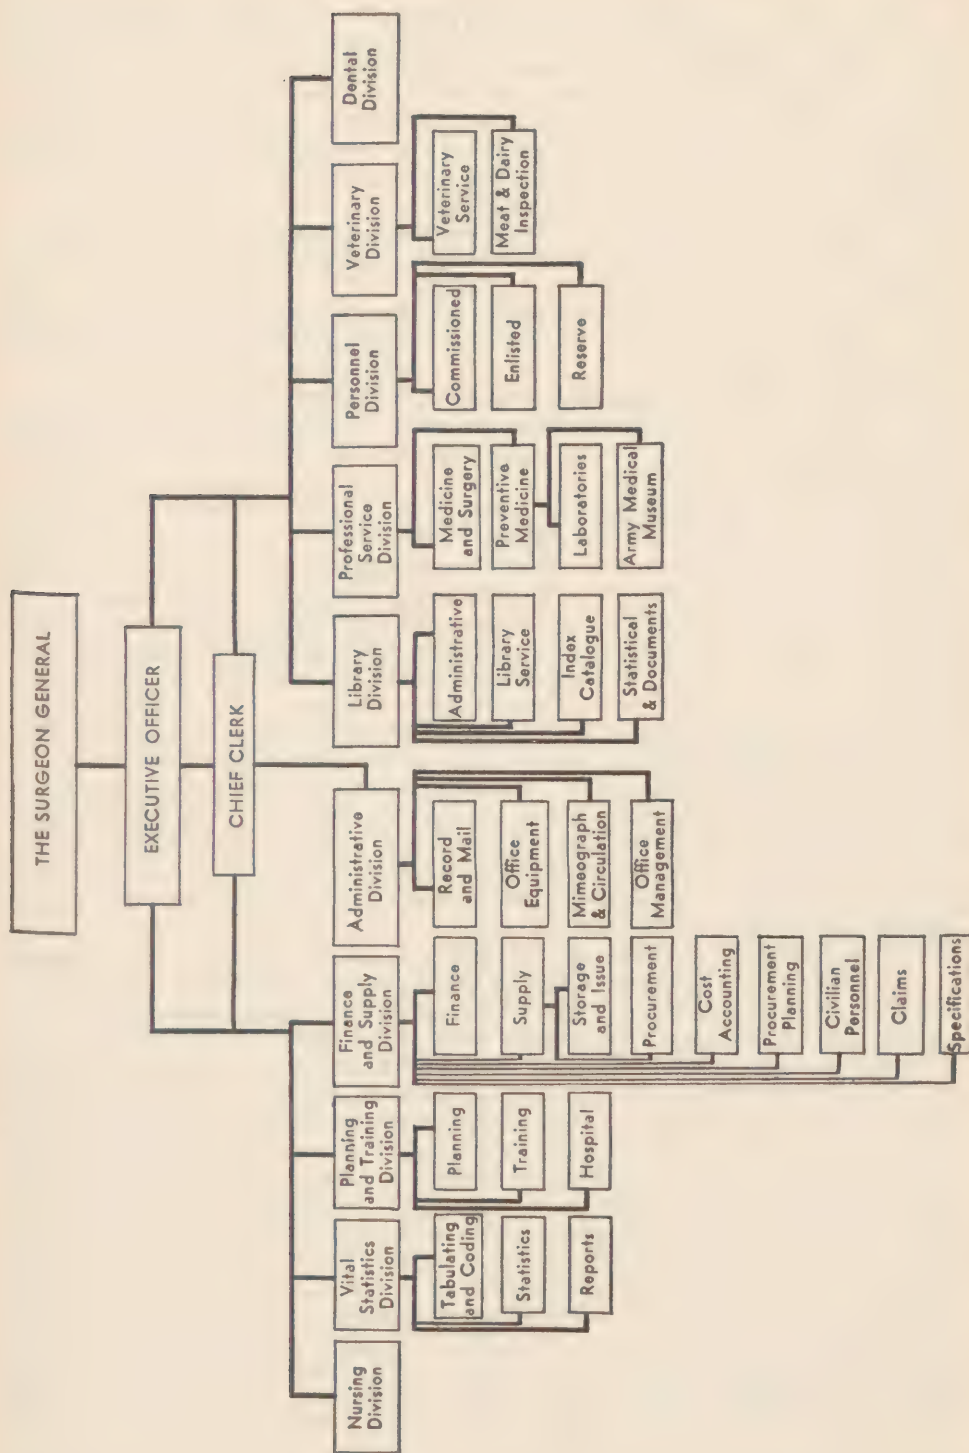 THE SURGEON GENERAL
EXECUTIVE OFFICER
CHIEF CLERK
Nursing
Division
Vital
Statistics
Division
Tabulating
and Coding
Statistics
Reports
Planning
and Training
Division
Planning
Training
Hospital
Finance
and Supply
Division
Finance
Supply
Storage
and Issue
Procurement
Cost
Accounting
Procurement
Planning
Civilian
Personnel
Claims
Specifications
Administrative
Division
Record
and Mail
Office
Equipment
Mimeograph
& Circulation
Office
Management
Library
Division
Administrative
Library
Service
Index
Catalogue
Statistical
& Documents
Professional
Service
Division
Medicine
and Surgery
Preventive
Medicine
Laboratories
Army Medical
Museum
Personnel
Division
Commissioned
Enlisted
Reserve
Veterinary
Division
Veterinary
Service
Meat & Dairy
Inspection
Dental
Division